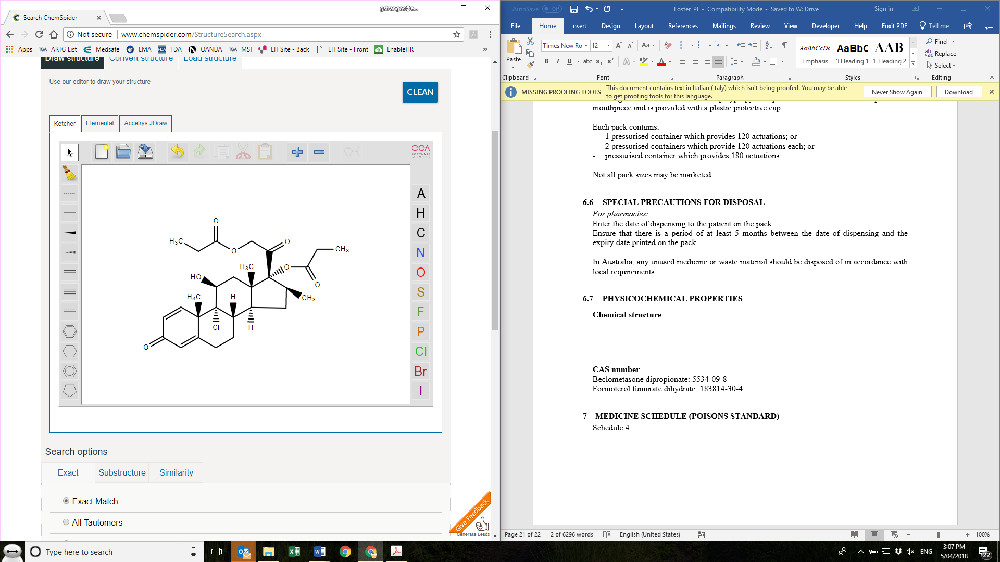 gstrangos@e...
Search ChemSpider
Not secure www.chemspider.com/StructureSearch.aspx
Apps TGA ARTG List Medsafe EMA FDA FDA OANDA TGA MSI EH Site - Back EH Site - Front EnableHR »
Draw structure Convert structure Load structure
Use our editor to draw your structure
CLEAN
Ketcher Elemental Accelrys JDraw
GGA
SOFTWARE
SERVICES
A
H
C
N
O
S
F
P
Cl
Br
I
O
H₃C
O
O
CH₃
H₃C
O
HO
O
H₃C
H
CH₃
Cl
H
O
Search options
Exact Substructure Similarity
Exact Match
All Tautomers
Give Feedback
Generate Leads
AutoSave Off
Foster_PI - Compatibility Mode - Saved to W: Drive
Sign in
File Home Insert Design Layout References Mailings Review View Developer Help Foxit PDF Tell me
Paste
Clipboard
Times New Ro 12
B I U abc x₂ x²
Font
Paragraph
AaBbCcDc AaBbC AAB
Emphasis ¶ Heading 1 ¶ Heading 2
Styles
Find
Replace
Select
Editing
MISSING PROOFING TOOLS This document contains text in Italian (Italy) which isn't being proofed. You may be able
to get proofing tools for this language.
Never Show Again Download
mouthpiece and is provided with a plastic protective cap.
Each pack contains:
- 1 pressurised container which provides 120 actuations; or
- 2 pressurised containers which provide 120 actuations each; or
- pressurised container which provides 180 actuations.
Not all pack sizes may be marketed.
6.6 SPECIAL PRECAUTIONS FOR DISPOSAL
For pharmacies:
Enter the date of dispensing to the patient on the pack.
Ensure that there is a period of at least 5 months between the date of dispensing and the
expiry date printed on the pack.
In Australia, any unused medicine or waste material should be disposed of in accordance with
local requirements
6.7 PHYSICOCHEMICAL PROPERTIES
Chemical structure
CAS number
Beclometasone dipropionate: 5534-09-8
Formoterol fumarate dihydrate: 183814-30-4
7 MEDICINE SCHEDULE (POISONS STANDARD)
Schedule 4
Page 21 of 22 2 of 6296 words English (United States) 100%
Type here to search
ENG
3:07 PM
5/04/2018
22